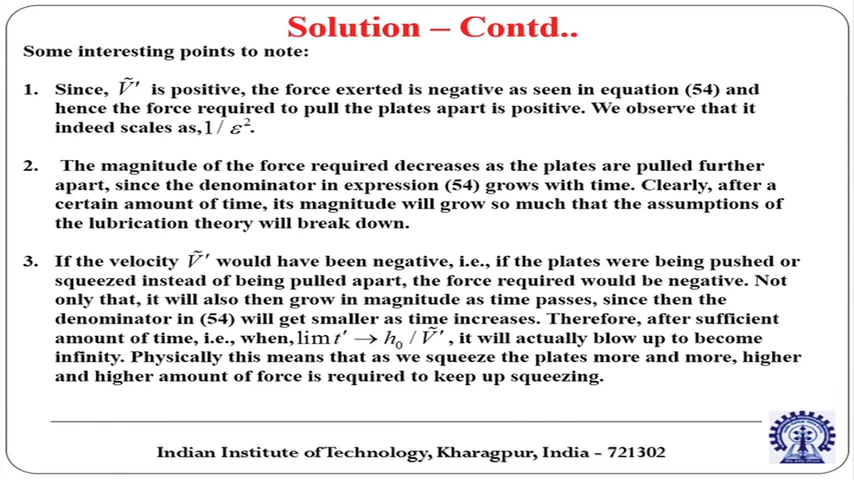 Solution – Contd..
Some interesting points to note:
1. Since, Ṽ′ is positive, the force exerted is negative as seen in equation (54) and
hence the force required to pull the plates apart is positive. We observe that it
indeed scales as, 1 / ε².
2. The magnitude of the force required decreases as the plates are pulled further
apart, since the denominator in expression (54) grows with time. Clearly, after a
certain amount of time, its magnitude will grow so much that the assumptions of
the lubrication theory will break down.
3. If the velocity Ṽ′ would have been negative, i.e., if the plates were being pushed or
squeezed instead of being pulled apart, the force required would be negative. Not
only that, it will also then grow in magnitude as time passes, since then the
denominator in (54) will get smaller as time increases. Therefore, after sufficient
amount of time, i.e., when, lim t′ → h₀ / Ṽ′, it will actually blow up to become
infinity. Physically this means that as we squeeze the plates more and more, higher
and higher amount of force is required to keep up squeezing.
Indian Institute of Technology, Kharagpur, India – 721302